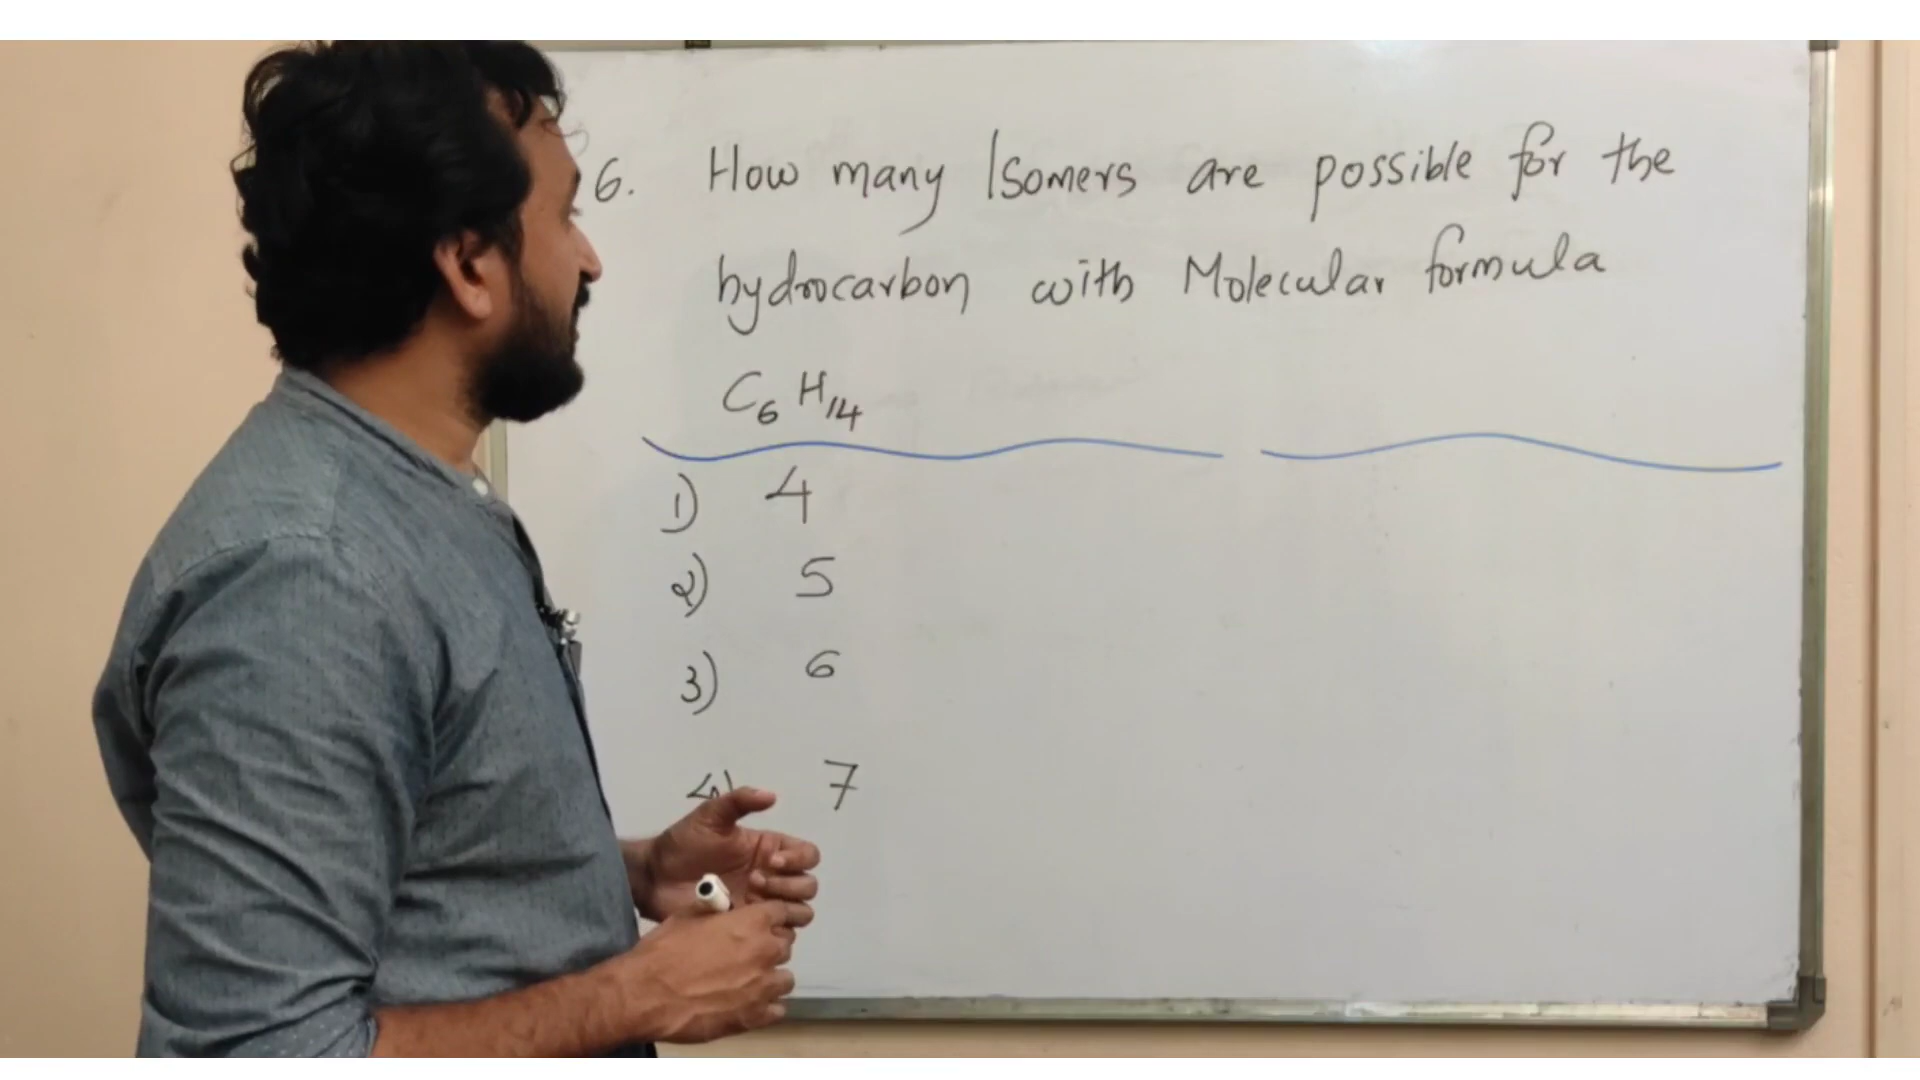 6. How many Isomers are possible for the
hydrocarbon with Molecular formula
C₆H₁₄
1) 4
2) 5
3) 6
4) 7